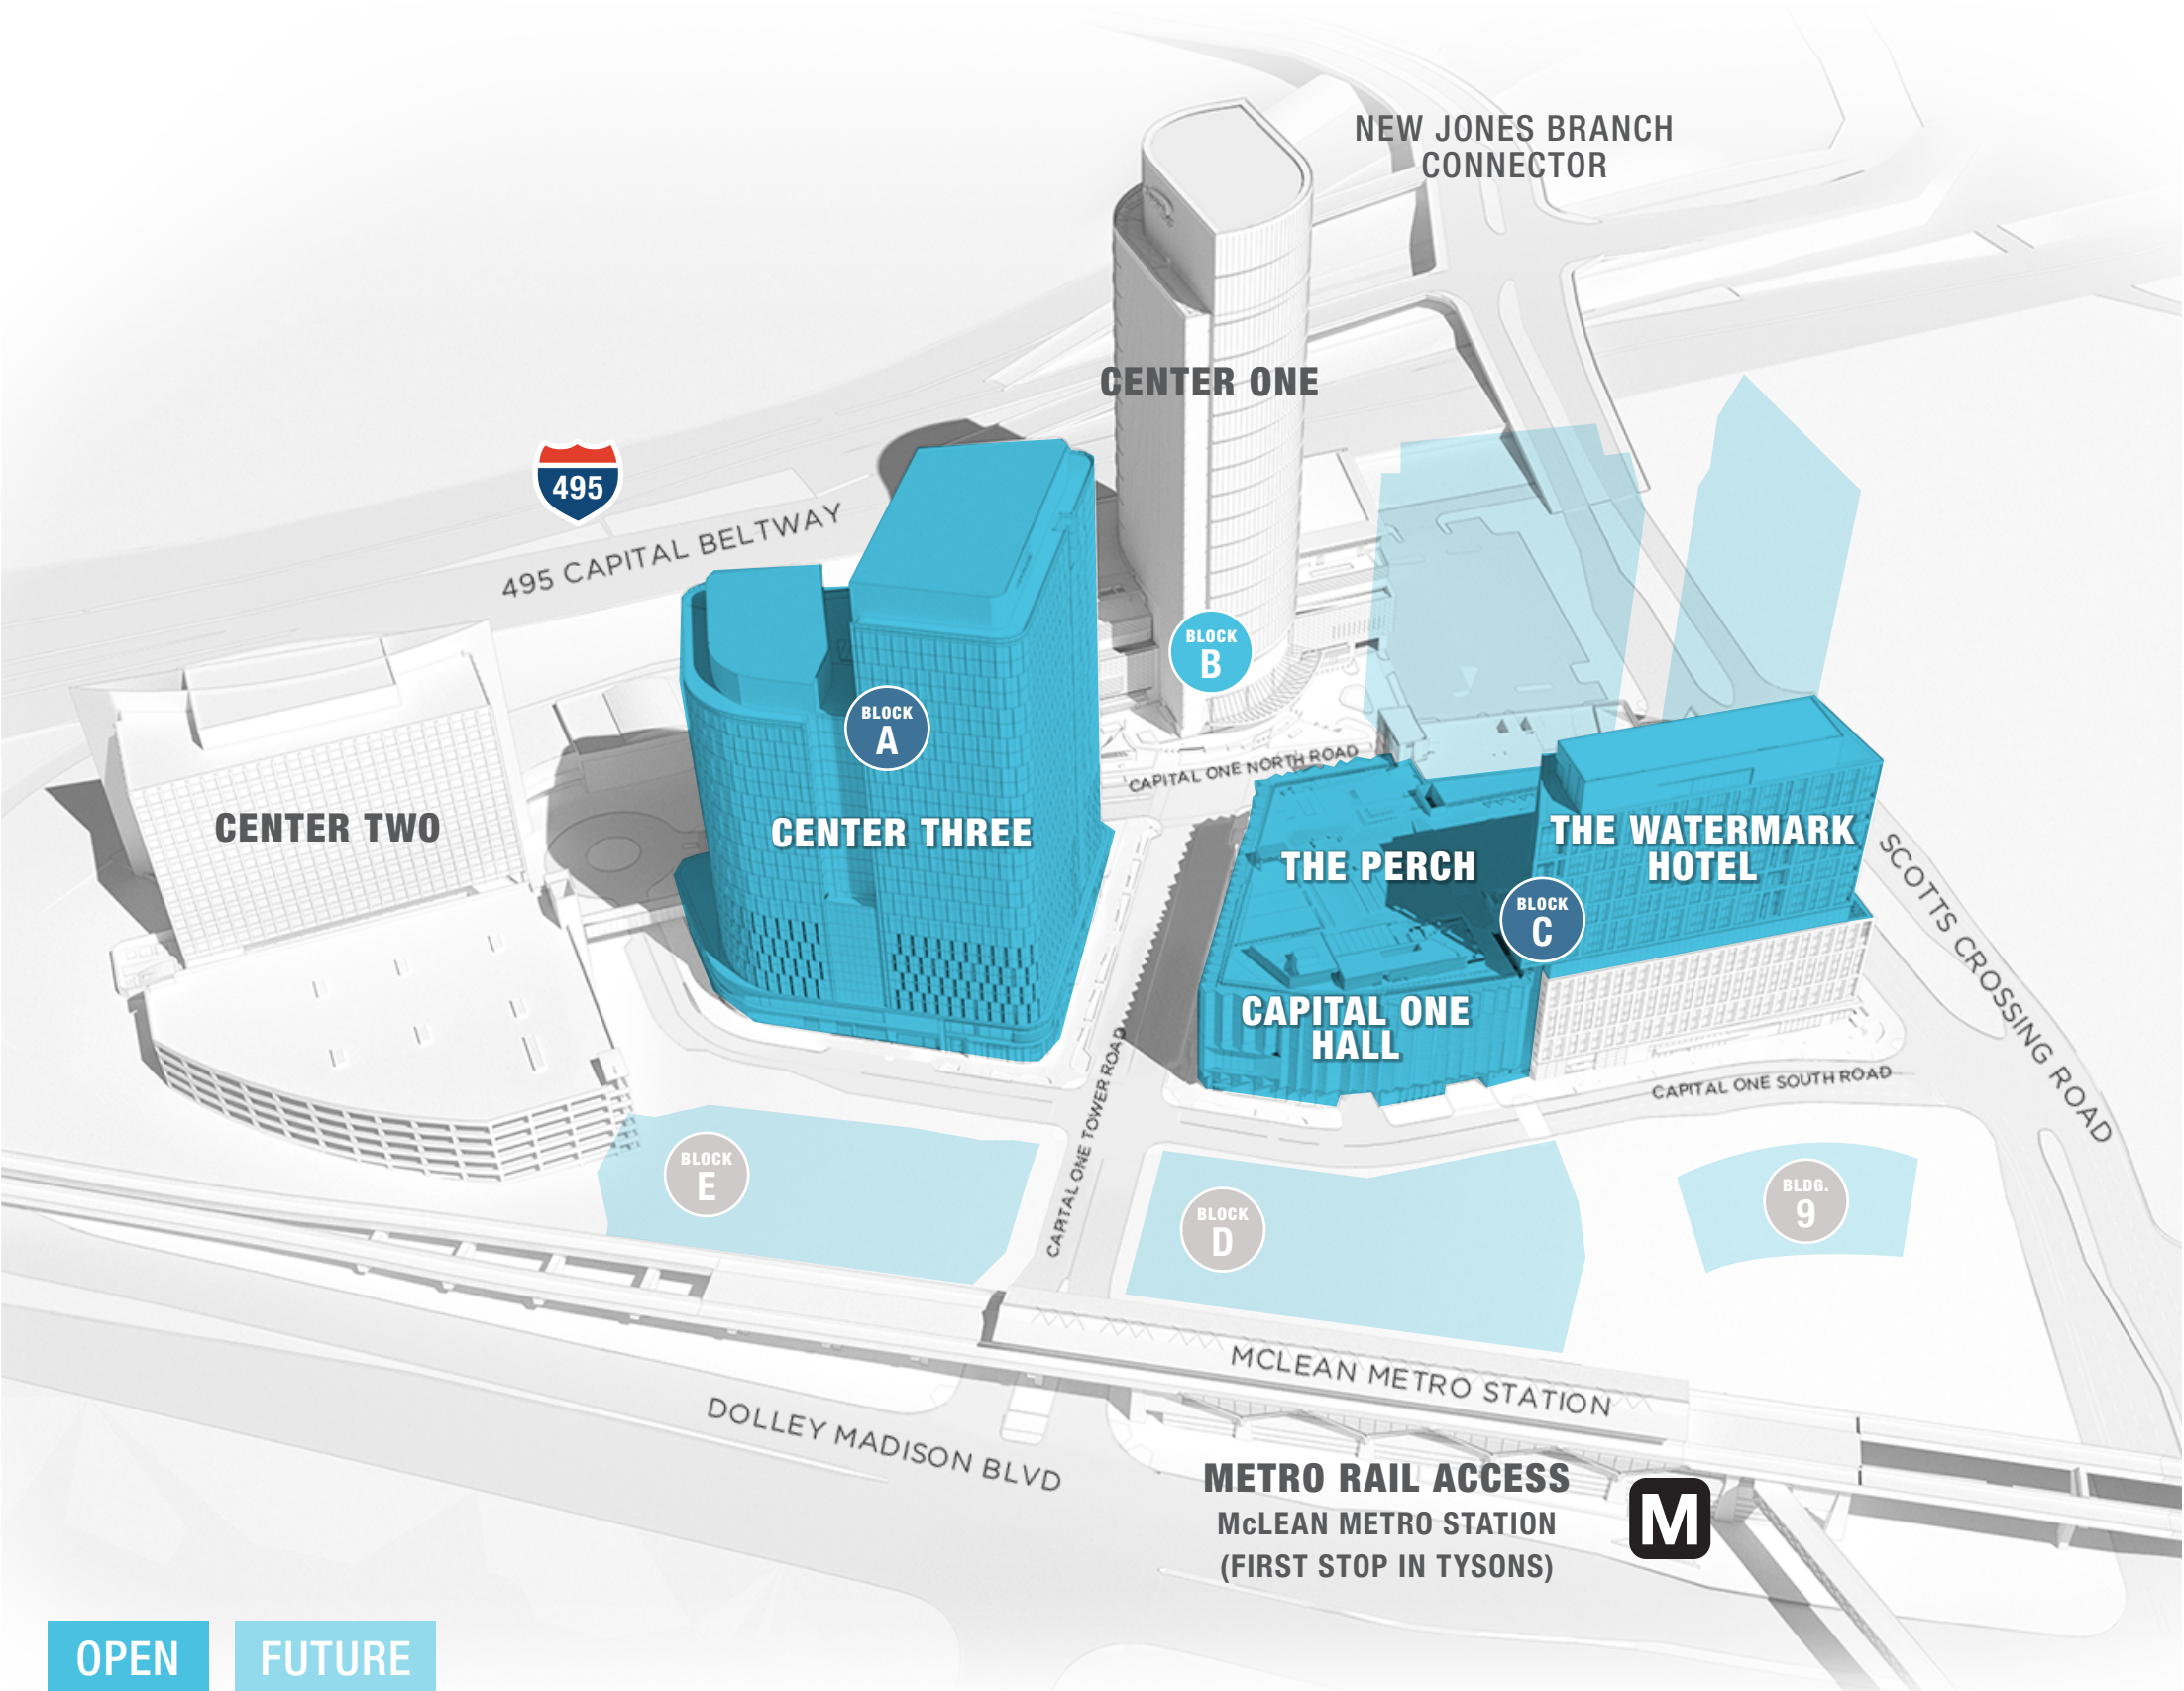 NEW JONES BRANCH
CONNECTOR
CENTER ONE
495
495 CAPITAL BELTWAY
BLOCK
B
BLOCK
A
CAPITAL ONE NORTH ROAD
CENTER TWO
CENTER THREE
THE PERCH
THE WATERMARK
HOTEL
BLOCK
C
SCOTTS CROSSING ROAD
CAPITAL ONE
HALL
CAPITAL ONE TOWER ROAD
CAPITAL ONE SOUTH ROAD
BLOCK
E
BLOCK
D
BLDG.
9
MCLEAN METRO STATION
DOLLEY MADISON BLVD
METRO RAIL ACCESS
McLEAN METRO STATION
(FIRST STOP IN TYSONS)
M
OPEN
FUTURE